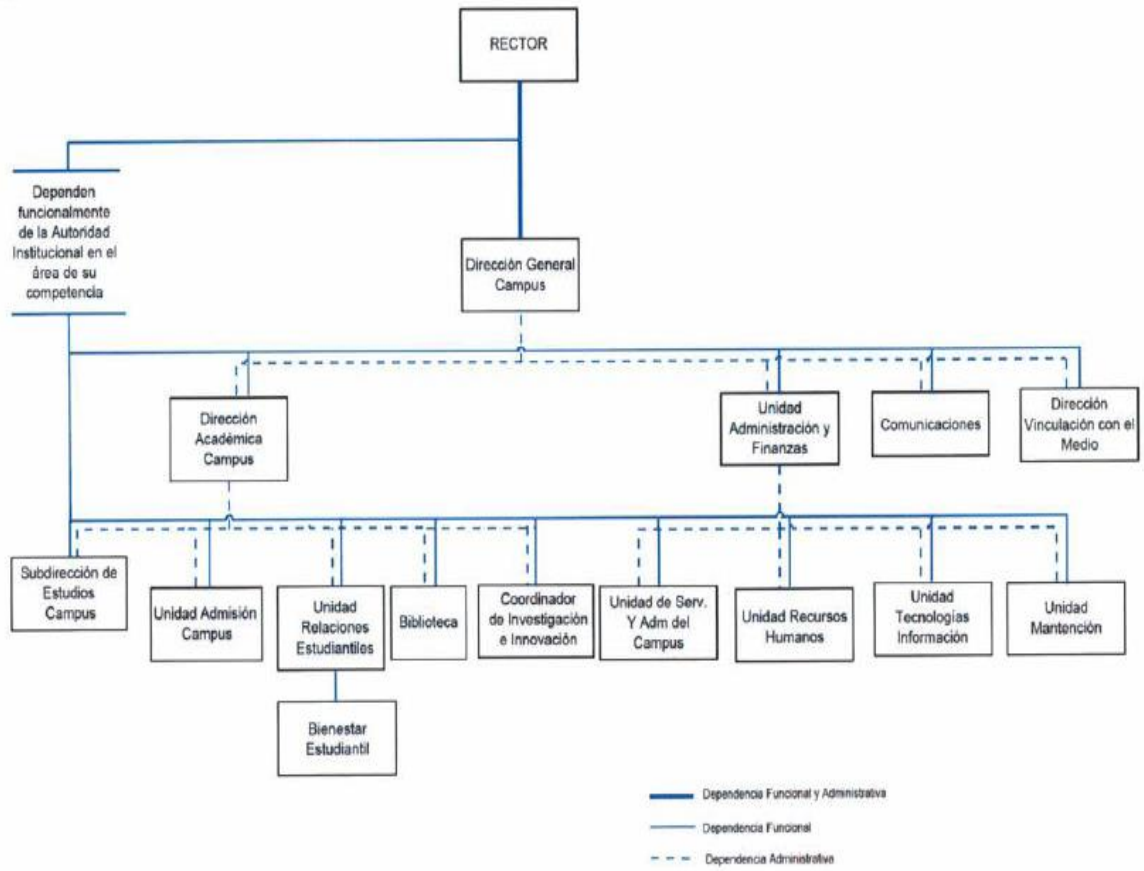 RECTOR
Dependen
funcionalmente
de la Autoridad
Institucional en el
área de su
competencia
Dirección General
Campus
Dirección
Académica
Campus
Unidad
Administración y
Finanzas
Comunicaciones
Dirección
Vinculación con el
Medio
Subdirección de
Estudios
Campus
Unidad Admisión
Campus
Unidad
Relaciones
Estudiantiles
Biblioteca
Coordinador
de Investigación
e Innovación
Unidad de Serv.
Y Adm del
Campus
Unidad Recursos
Humanos
Unidad
Tecnologías
Información
Unidad
Mantención
Bienestar
Estudiantil
Dependencia Funcional y Administrativa
Dependencia Funcional
Dependencia Administrativa